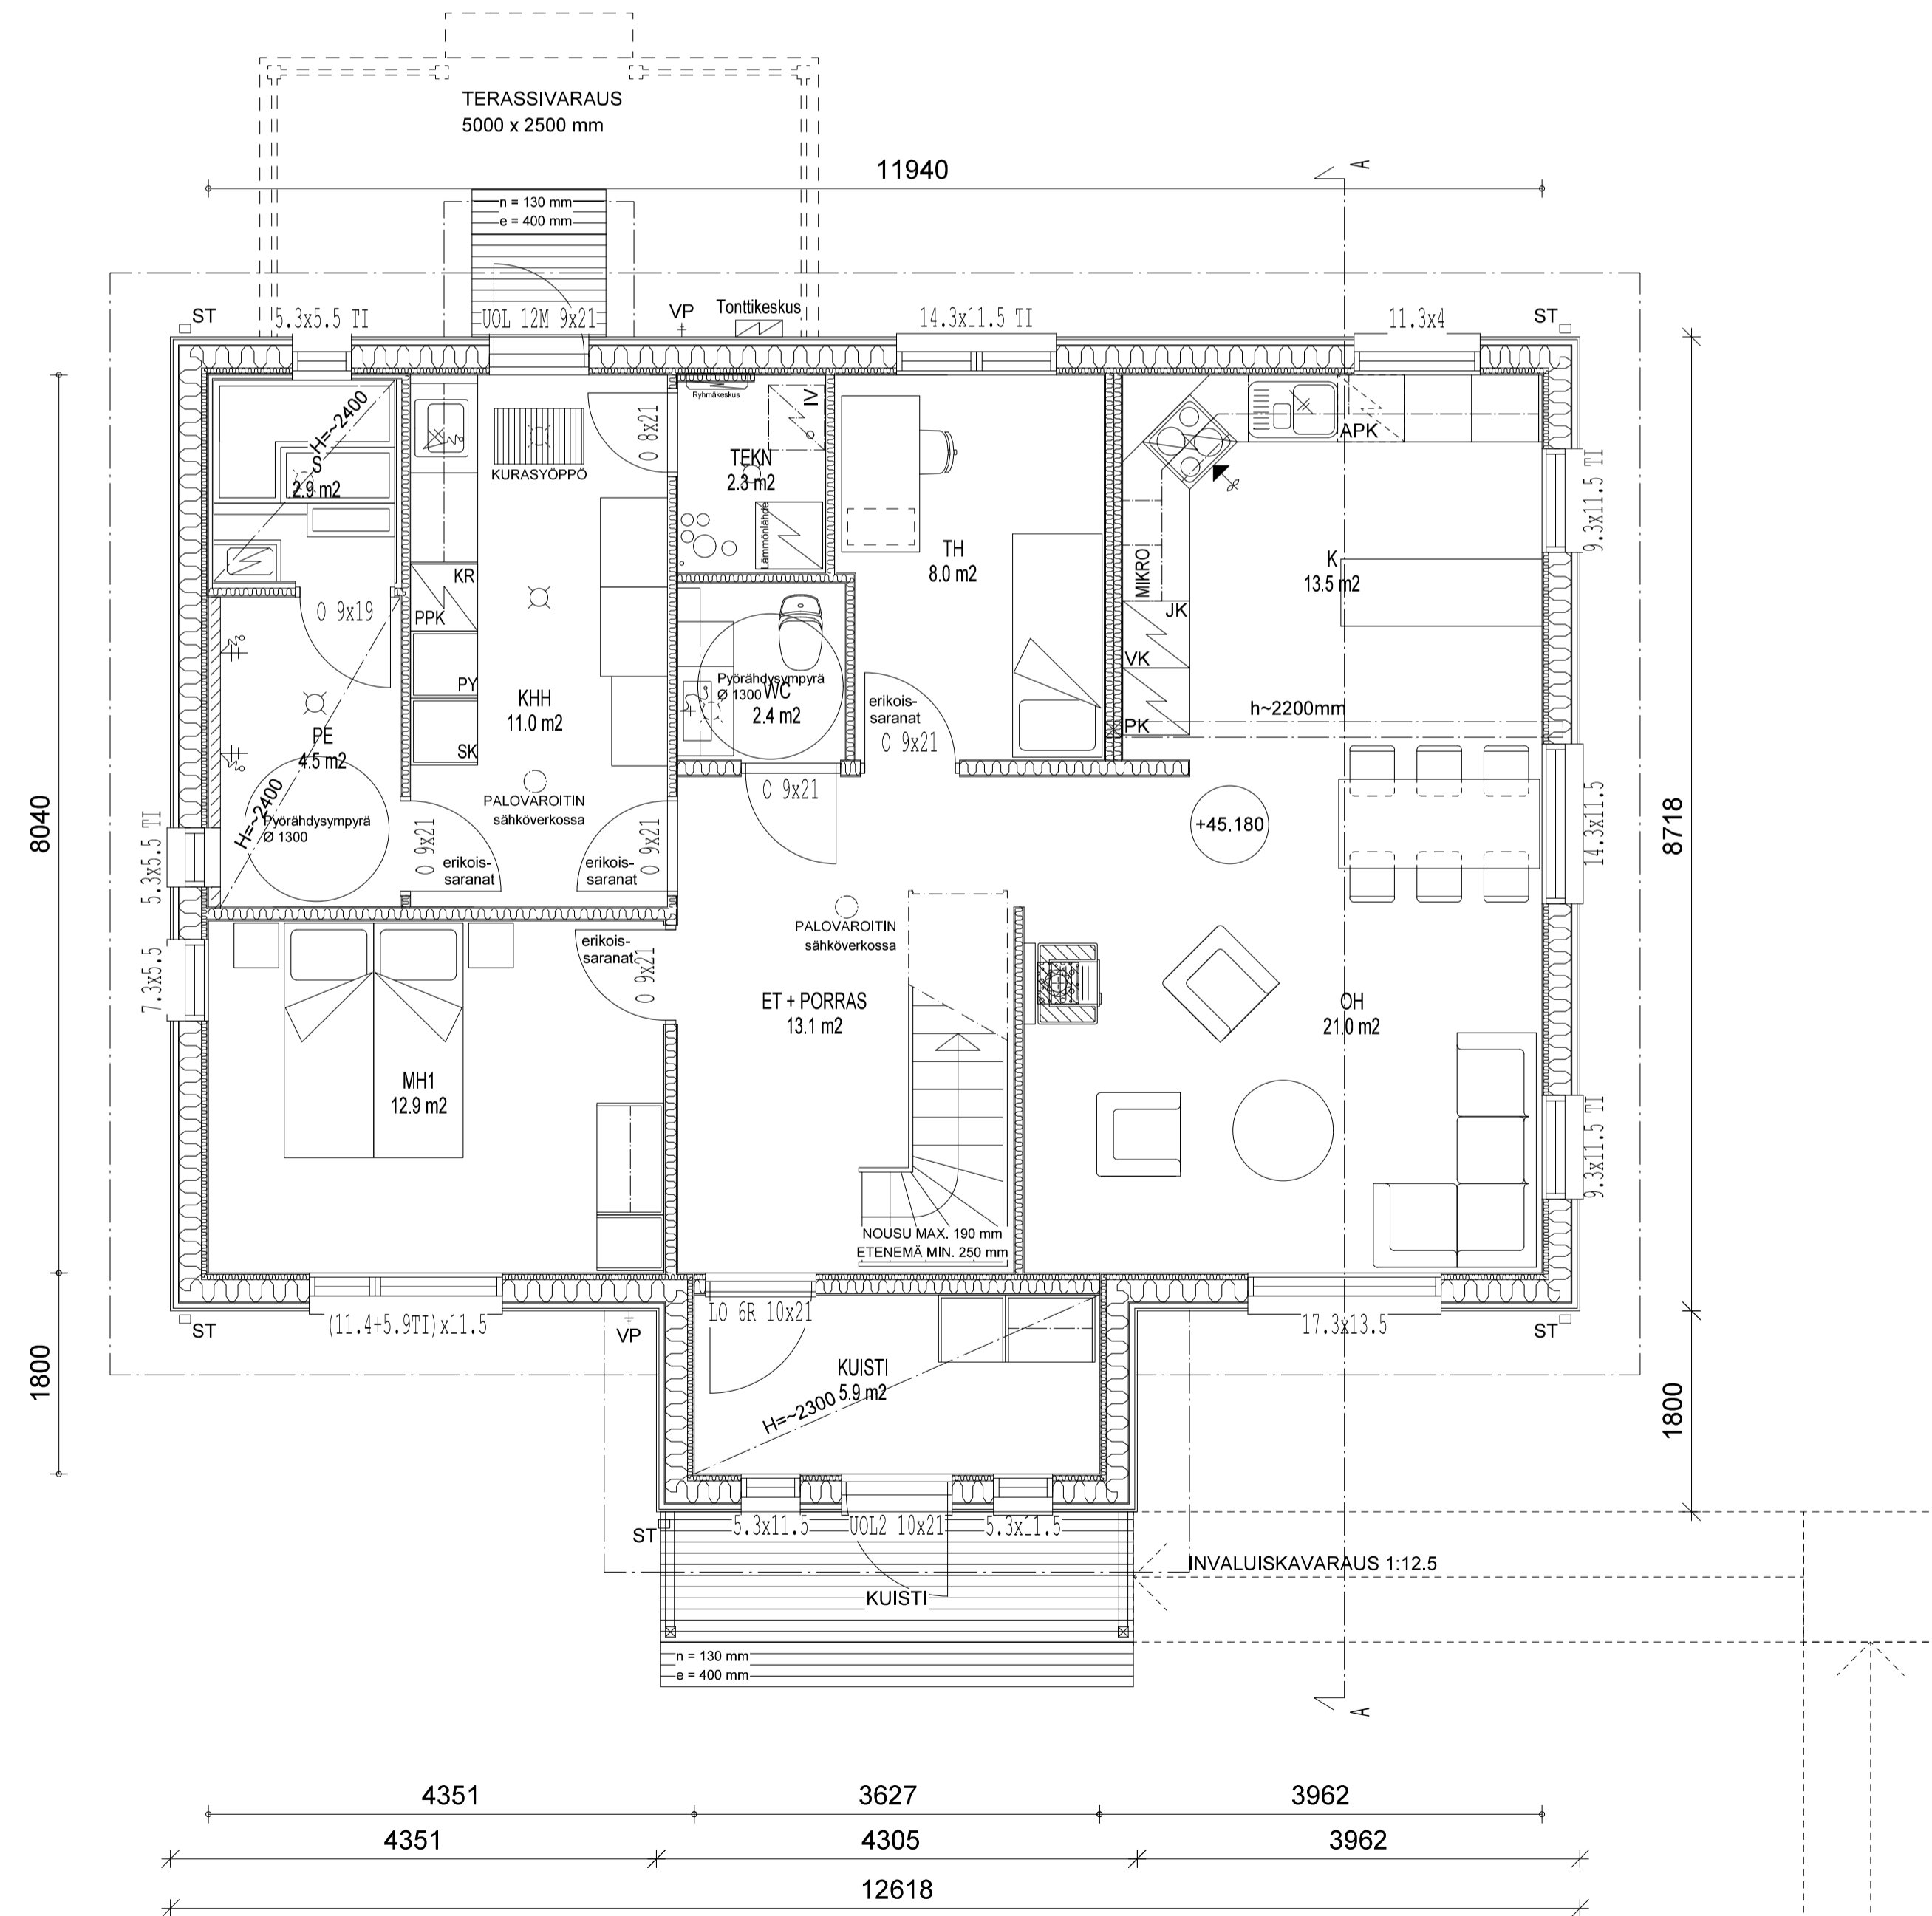 TERASSIVARAUS
5000 x 2500 mm
11940
A
n = 130 mm
e = 400 mm
ST
5.3x5.5 TI
UOL 12M 9x21
VP
Tonttikeskus
14.3x11.5 TI
11.3x4
ST
H=~2400
S
2.9 m2
KURASYÖPPÖ
O 8x21
Ryhmäkeskus
IV
TEKN
2.3 m2
Lämmönlähde
TH
8.0 m2
APK
K
13.5 m2
9.3x11.5 TI
MIKRO
JK
VK
PK
h~2200mm
O 9x19
KR
PPK
PY
SK
KHH
11.0 m2
PALOVAROITIN
sähköverkossa
Pyörähdysympyrä
Ø 1300
WC
2.4 m2
erikois-
saranat
O 9x21
O 9x21
PE
4.5 m2
H=~2400
Pyörähdysympyrä
Ø 1300
O 9x21
erikois-
saranat
erikois-
saranat
O 9x21
+45.180
14.3x11.5
8040
8718
5.3x5.5 TI
7.3x5.5
PALOVAROITIN
sähköverkossa
erikois-
saranat
O 9x21
ET + PORRAS
13.1 m2
OH
21.0 m2
MH1
12.9 m2
9.3x11.5 TI
NOUSU MAX. 190 mm
ETENEMÄ MIN. 250 mm
ST
(11.4+5.9TI)x11.5
VP
LO 6R 10x21
17.3x13.5
ST
1800
1800
KUISTI
5.9 m2
H=~2300
ST
5.3x11.5
UOL2 10x21
5.3x11.5
INVALUISKAVARAUS 1:12.5
KUISTI
n = 130 mm
e = 400 mm
A
4351
3627
3962
4351
4305
3962
12618